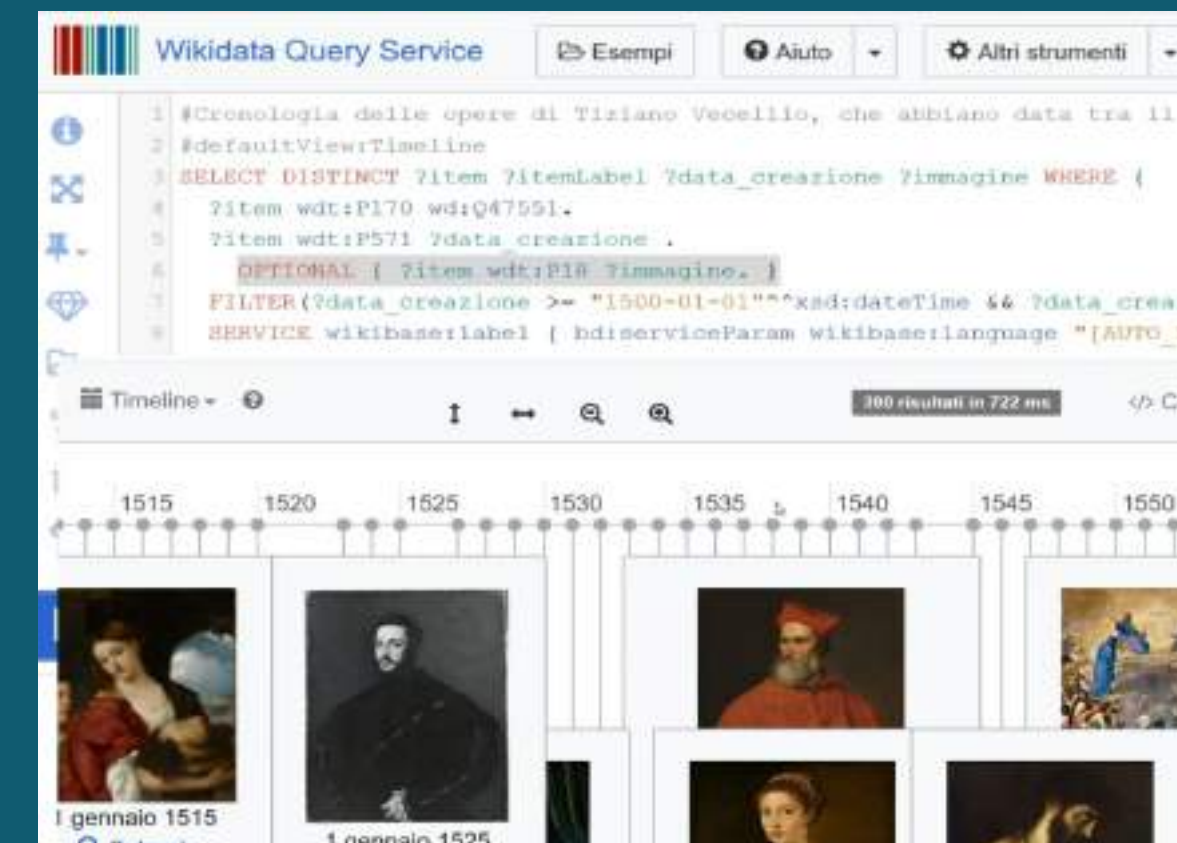 Wikidata Query Service Esempi Aiuto Altri strumenti
1 #Cronologia delle opere di Tiziano Vecellio, che abbiano data tra il
2 #defaultView:Timeline
3 SELECT DISTINCT ?item ?itemLabel ?data_creazione ?immagine WHERE {
4 ?item wdt:P170 wd:Q47551.
5 ?item wdt:P571 ?data_creazione .
6 OPTIONAL { ?item wdt:P18 ?immagine. }
7 FILTER(?data_creazione >= "1500-01-01"^^xsd:dateTime && ?data_crea
8 SERVICE wikibase:label { bd:serviceParam wikibase:language "[AUTO_
Timeline risultati in 722 ms </> C
1515 1520 1525 1530 1535 1540 1545 1550
1 gennaio 1515
1 gennaio 1525